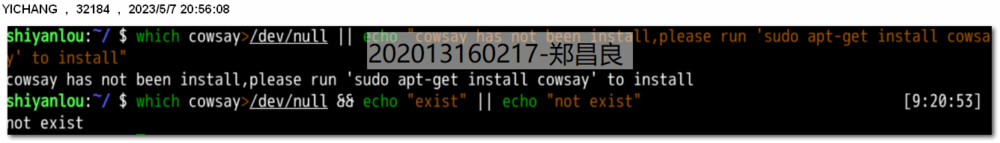 YICHANG , 32184 , 2023/5/7 20:56:08
shiyanlou:~/ $ which cowsay>/dev/null || echo "cowsay has not been install,please run 'sudo apt-get install cowsa
y' to install"
202013160217-郑昌良
cowsay has not been install,please run 'sudo apt-get install cowsay' to install
shiyanlou:~/ $ which cowsay>/dev/null && echo "exist" || echo "not exist" [9:20:53]
not exist